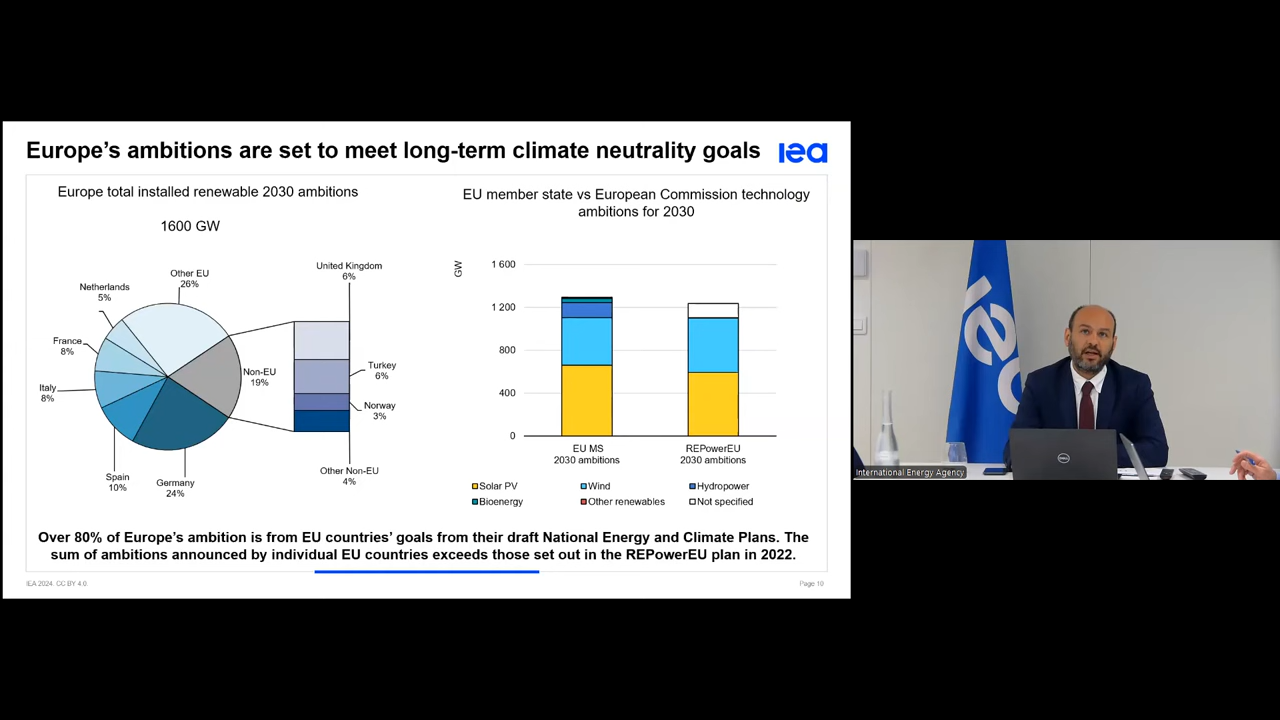 Europe's ambitions are set to meet long-term climate neutrality goals
iea
Europe total installed renewable 2030 ambitions
1600 GW
Other EU
26%
Netherlands
5%
France
8%
Italy
8%
Spain
10%
Germany
24%
Non-EU
19%
United Kingdom
6%
Turkey
6%
Norway
3%
Other Non-EU
4%
EU member state vs European Commission technology
ambitions for 2030
GW
1 600
1 200
800
400
0
EU MS
2030 ambitions
REPowerEU
2030 ambitions
Solar PV
Wind
Hydropower
Bioenergy
Other renewables
Not specified
Over 80% of Europe's ambition is from EU countries' goals from their draft National Energy and Climate Plans. The
sum of ambitions announced by individual EU countries exceeds those set out in the REPowerEU plan in 2022.
IEA 2024. CC BY 4.0.
Page 10
iea
DELL
International Energy Agency